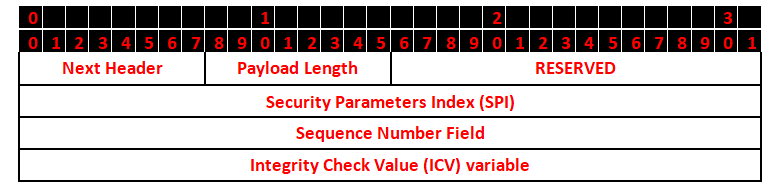 0 1 2 3
0 1 2 3 4 5 6 7 8 9 0 1 2 3 4 5 6 7 8 9 0 1 2 3 4 5 6 7 8 9 0 1
Next Header Payload Length RESERVED
Security Parameters Index (SPI)
Sequence Number Field
Integrity Check Value (ICV) variable